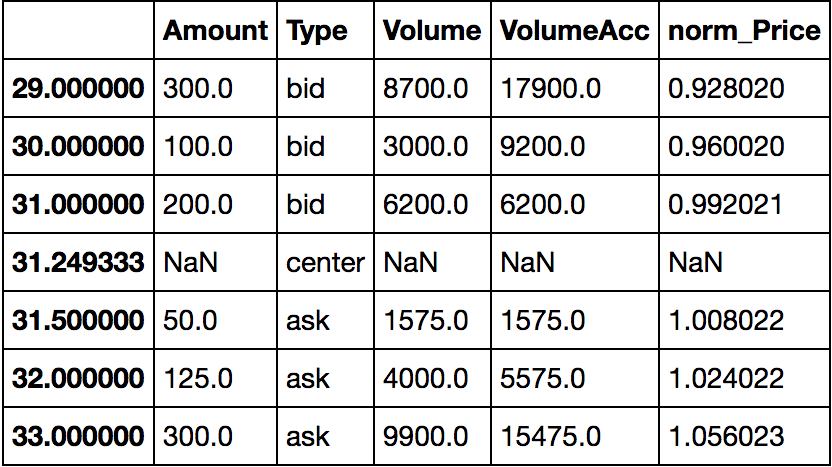 Amount Type Volume VolumeAcc norm_Price
29.000000 300.0 bid 8700.0 17900.0 0.928020
30.000000 100.0 bid 3000.0 9200.0 0.960020
31.000000 200.0 bid 6200.0 6200.0 0.992021
31.249333 NaN center NaN NaN NaN
31.500000 50.0 ask 1575.0 1575.0 1.008022
32.000000 125.0 ask 4000.0 5575.0 1.024022
33.000000 300.0 ask 9900.0 15475.0 1.056023